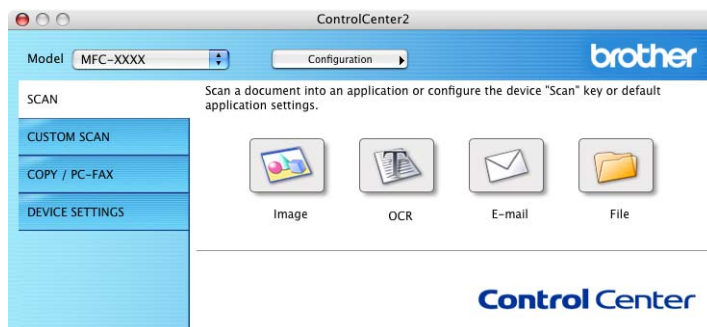 ControlCenter2
Model MFC-XXXX Configuration brother
SCAN
Scan a document into an application or configure the device "Scan" key or default
application settings.
CUSTOM SCAN
COPY / PC-FAX
DEVICE SETTINGS
Image OCR E-mail File
Control Center